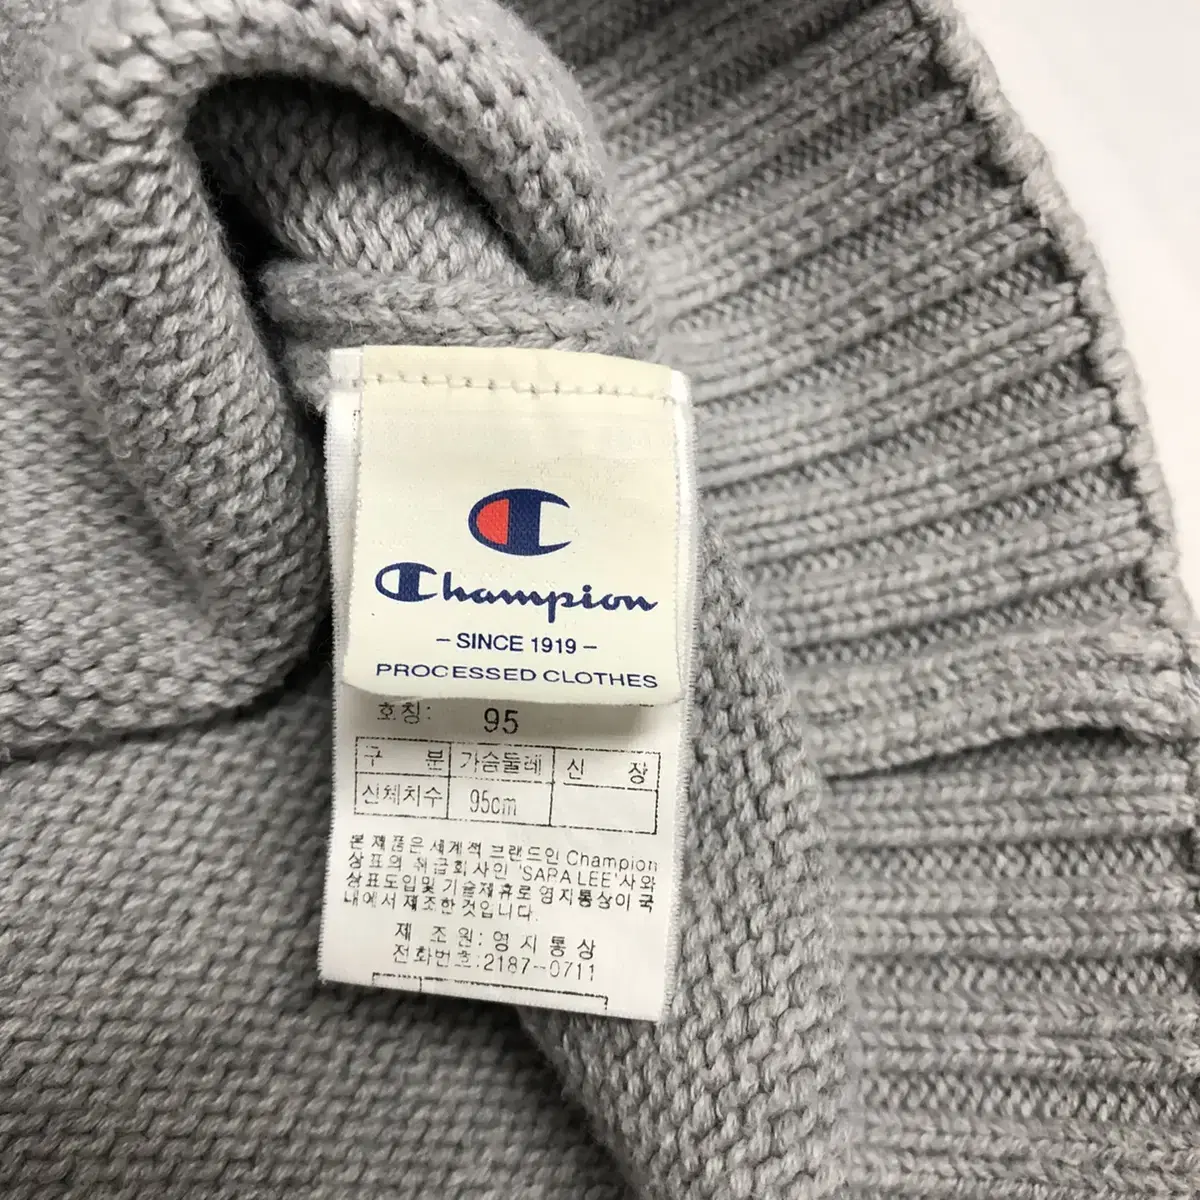 Champion
– SINCE 1919 –
PROCESSED CLOTHES
호칭: 95
구 분 가슴둘레 신 장
신체치수 95cm
본 제품은 세계적 브랜드인 Champion
상표의 취급회사인 'SARA LEE'사와
상표도입및 기술제휴로 영지통상이 국
내에서 제조한것입니다.
제 조원: 영 지 통 상
전화번호:2187-0711